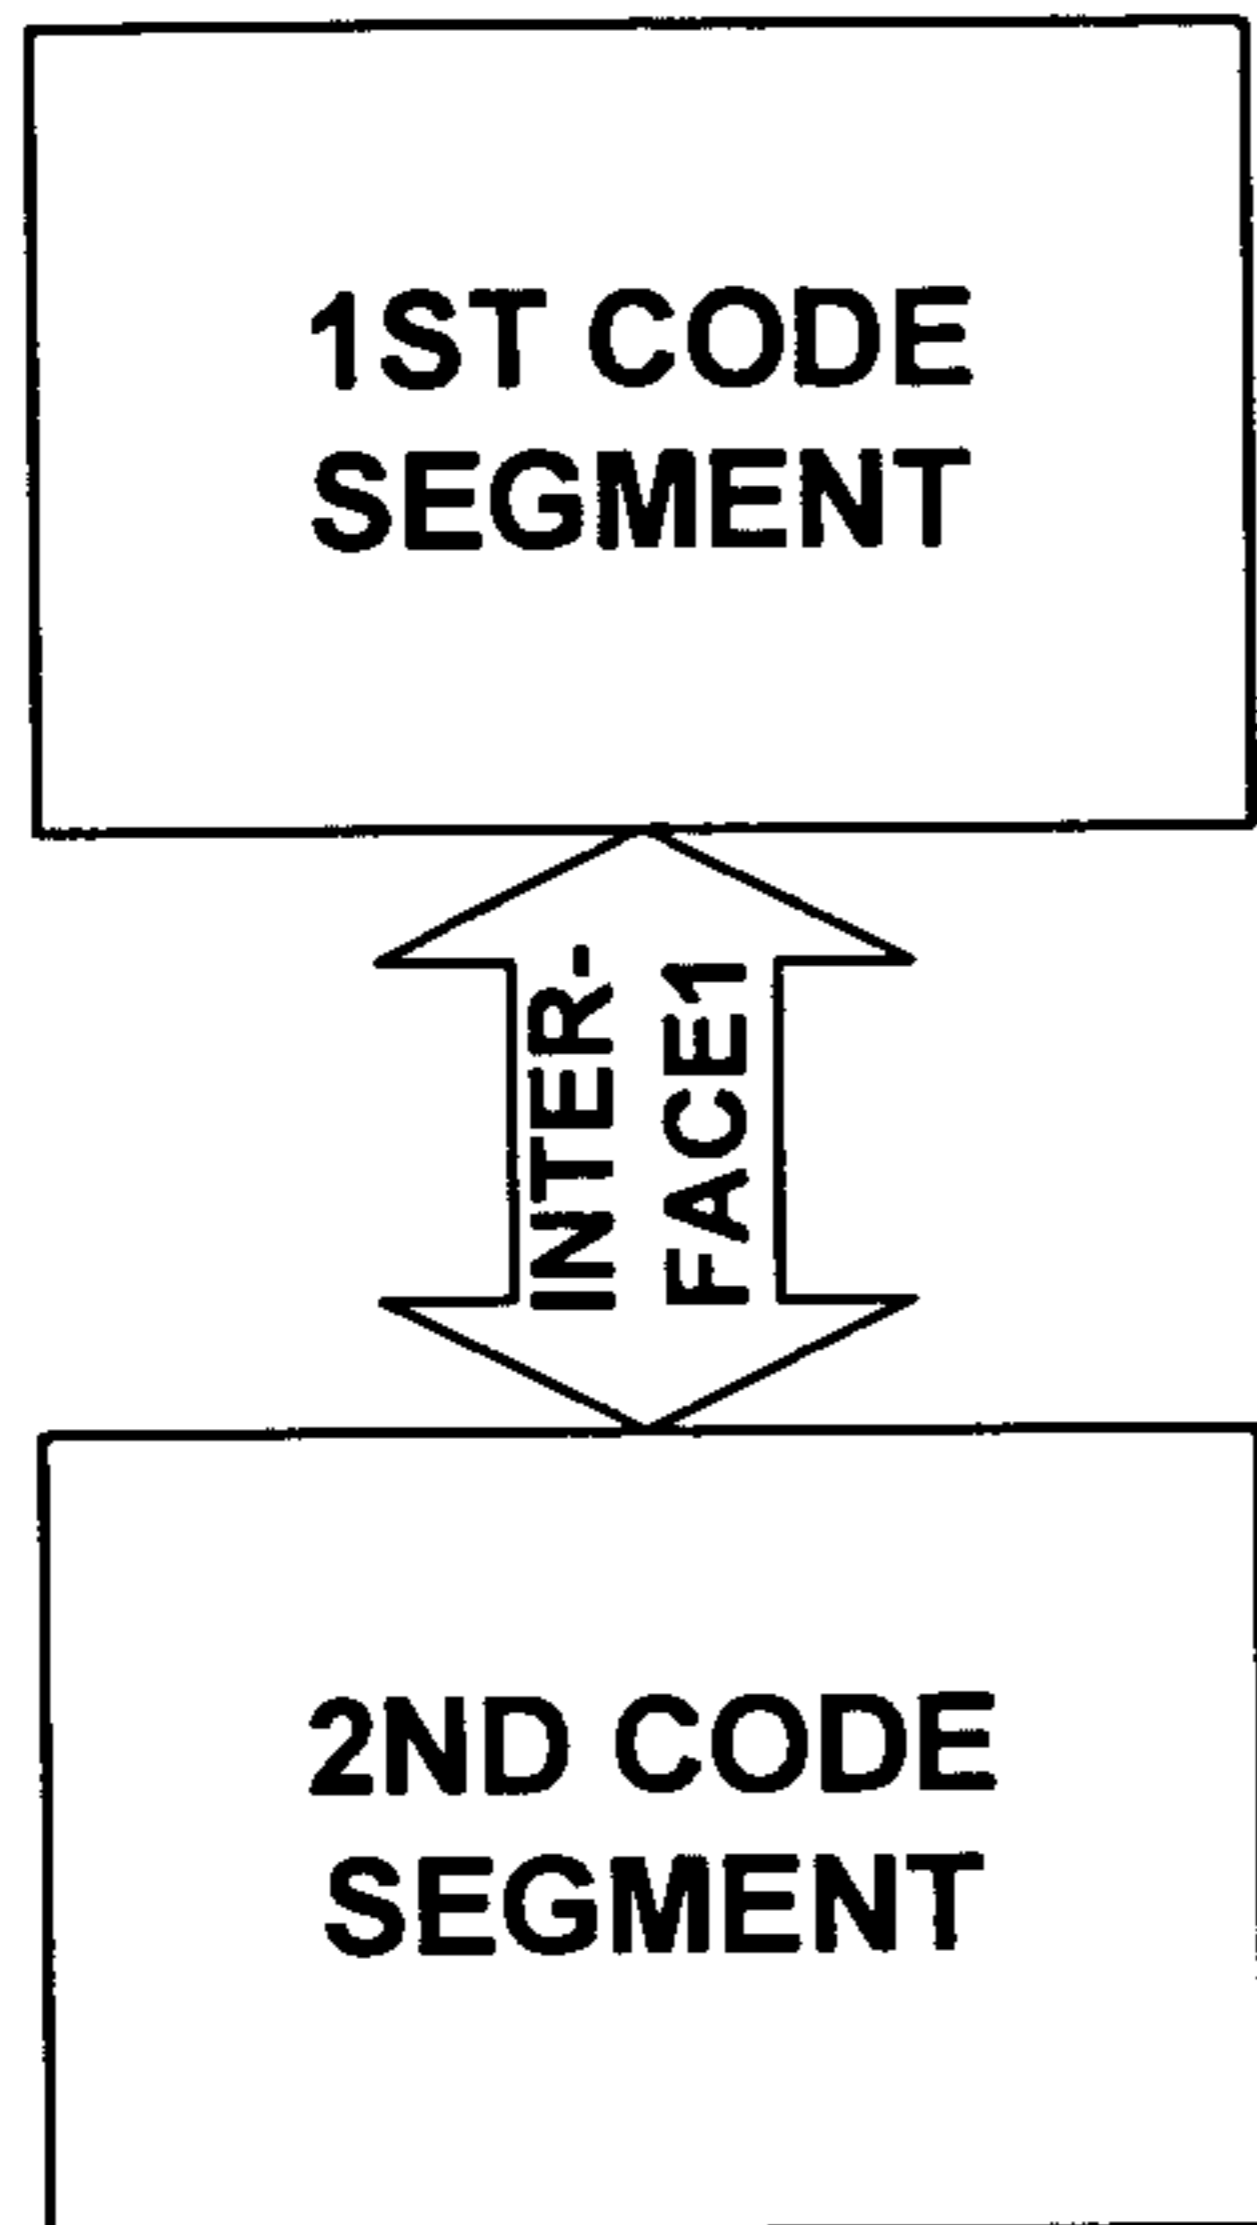 1ST CODE
SEGMENT
INTER-
FACE1
2ND CODE
SEGMENT